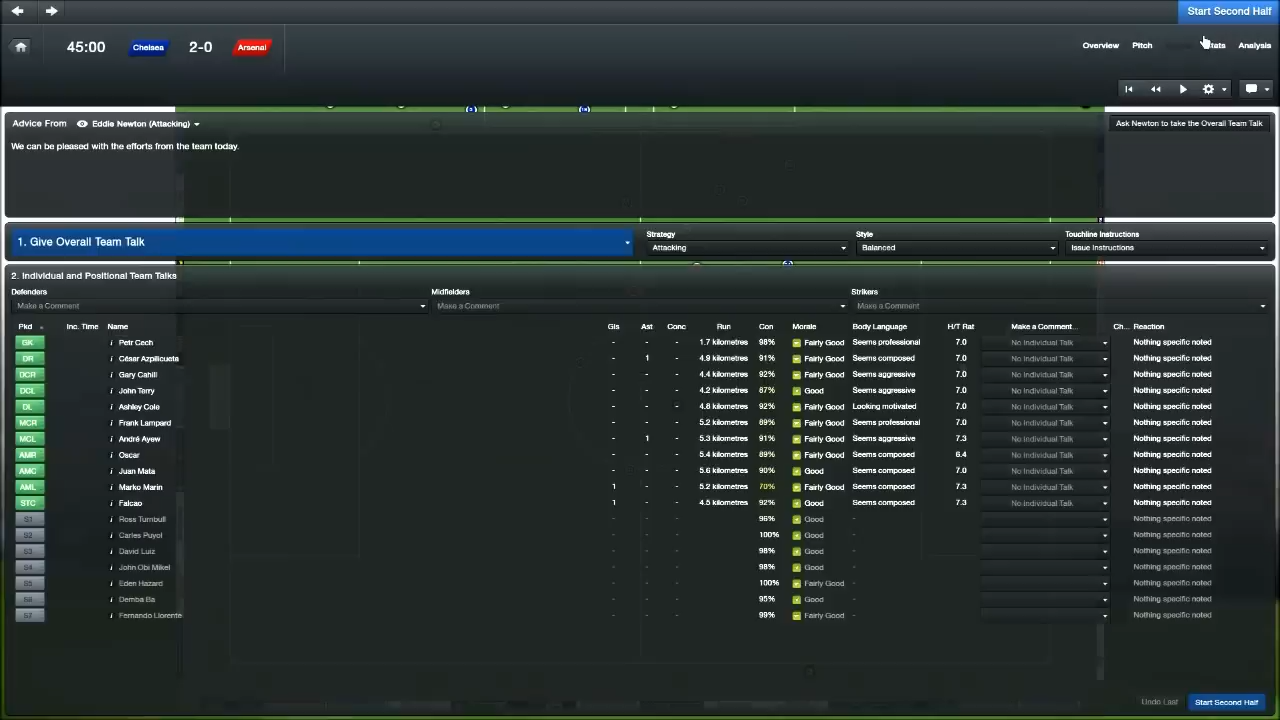 Start Second Half
45:00 Chelsea 2-0 Arsenal
Overview Pitch Stats Analysis
Advice From Eddie Newton (Attacking)
Ask Newton to take the Overall Team Talk
We can be pleased with the efforts from the team today.
1. Give Overall Team Talk
Strategy Style Touchline Instructions
Attacking Balanced Issue Instructions
2. Individual and Positional Team Talks
Defenders Midfielders Strikers
Make a Comment Make a Comment Make a Comment
Pkd Inc. Time Name Gls Ast Conc Run Con Morale Body Language H/T Rat Make a Comment... Ch... Reaction
GK i Petr Cech - - - 1.7 kilometres 98% Fairly Good Seems professional 7.0 No Individual Talk Nothing specific noted
DR i César Azpilicueta - 1 - 4.9 kilometres 91% Fairly Good Seems composed 7.0 No Individual Talk Nothing specific noted
DCR i Gary Cahill - - - 4.4 kilometres 92% Fairly Good Seems aggressive 7.0 No Individual Talk Nothing specific noted
DCL i John Terry - - - 4.2 kilometres 87% Good Seems aggressive 7.0 No Individual Talk Nothing specific noted
DL i Ashley Cole - - - 4.8 kilometres 92% Fairly Good Looking motivated 7.0 No Individual Talk Nothing specific noted
MCR i Frank Lampard - - - 5.2 kilometres 89% Fairly Good Seems professional 7.0 No Individual Talk Nothing specific noted
MCL i André Ayew - 1 - 5.3 kilometres 91% Fairly Good Seems aggressive 7.3 No Individual Talk Nothing specific noted
AMR i Oscar - - - 5.4 kilometres 89% Fairly Good Seems composed 6.4 No Individual Talk Nothing specific noted
AMC i Juan Mata - - - 5.6 kilometres 90% Good Seems composed 7.0 No Individual Talk Nothing specific noted
AML i Marko Marin 1 - - 5.2 kilometres 70% Fairly Good Seems composed 7.3 No Individual Talk Nothing specific noted
STC i Falcao 1 - - 4.5 kilometres 92% Good Seems composed 7.3 No Individual Talk Nothing specific noted
S1 i Ross Turnbull - - - 96% Good - Nothing specific noted
S2 i Carles Puyol - - - 100% Good - Nothing specific noted
S3 i David Luiz - - - 98% Good - Nothing specific noted
S4 i John Obi Mikel - - - 98% Good - Nothing specific noted
S5 i Eden Hazard - - - 100% Fairly Good - Nothing specific noted
S6 i Demba Ba - - - 95% Good - Nothing specific noted
S7 i Fernando Llorente - - - 99% Fairly Good - Nothing specific noted
Undo Last Start Second Half